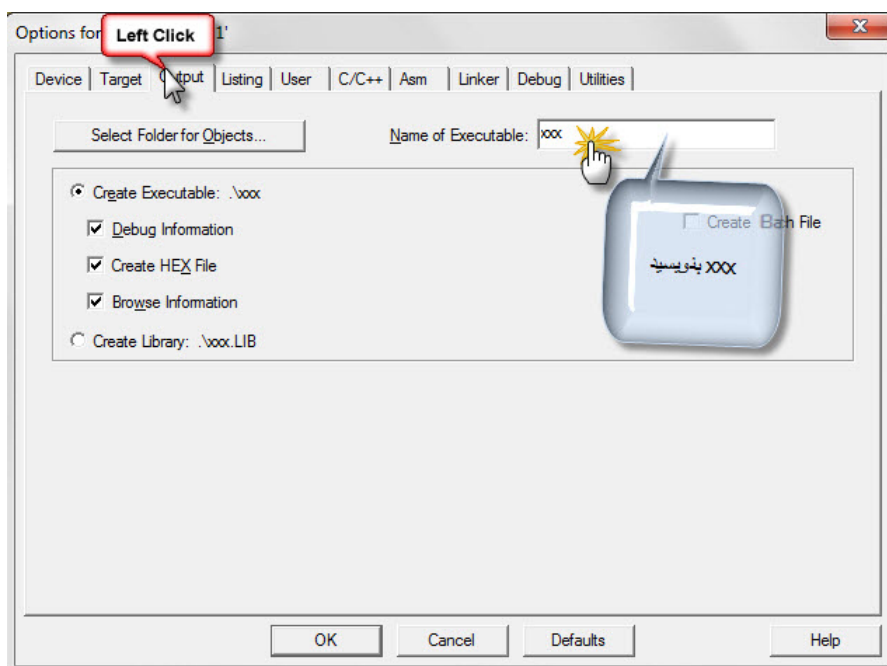 Options for 1'
Left Click
Device Target Output Listing User C/C++ Asm Linker Debug Utilities
Select Folder for Objects... Name of Executable: xxx
Create Executable: .\xxx
Debug Information
Create HEX File
Browse Information
Create Library: .\xxx.LIB
Create Bath File
xxx بنویسید
OK Cancel Defaults Help